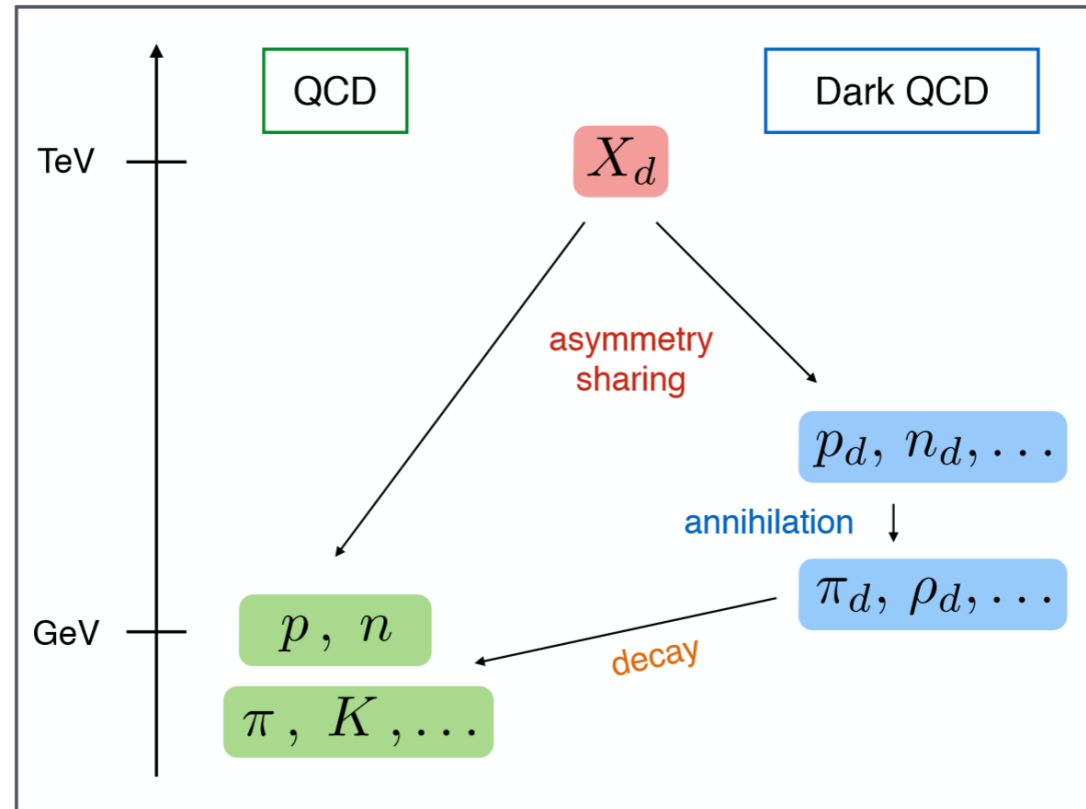 QCD
Dark QCD
TeV
X_d
asymmetry
sharing
p_d, n_d, ...
annihilation
π_d, ρ_d, ...
GeV
p , n
decay
π , K , ...